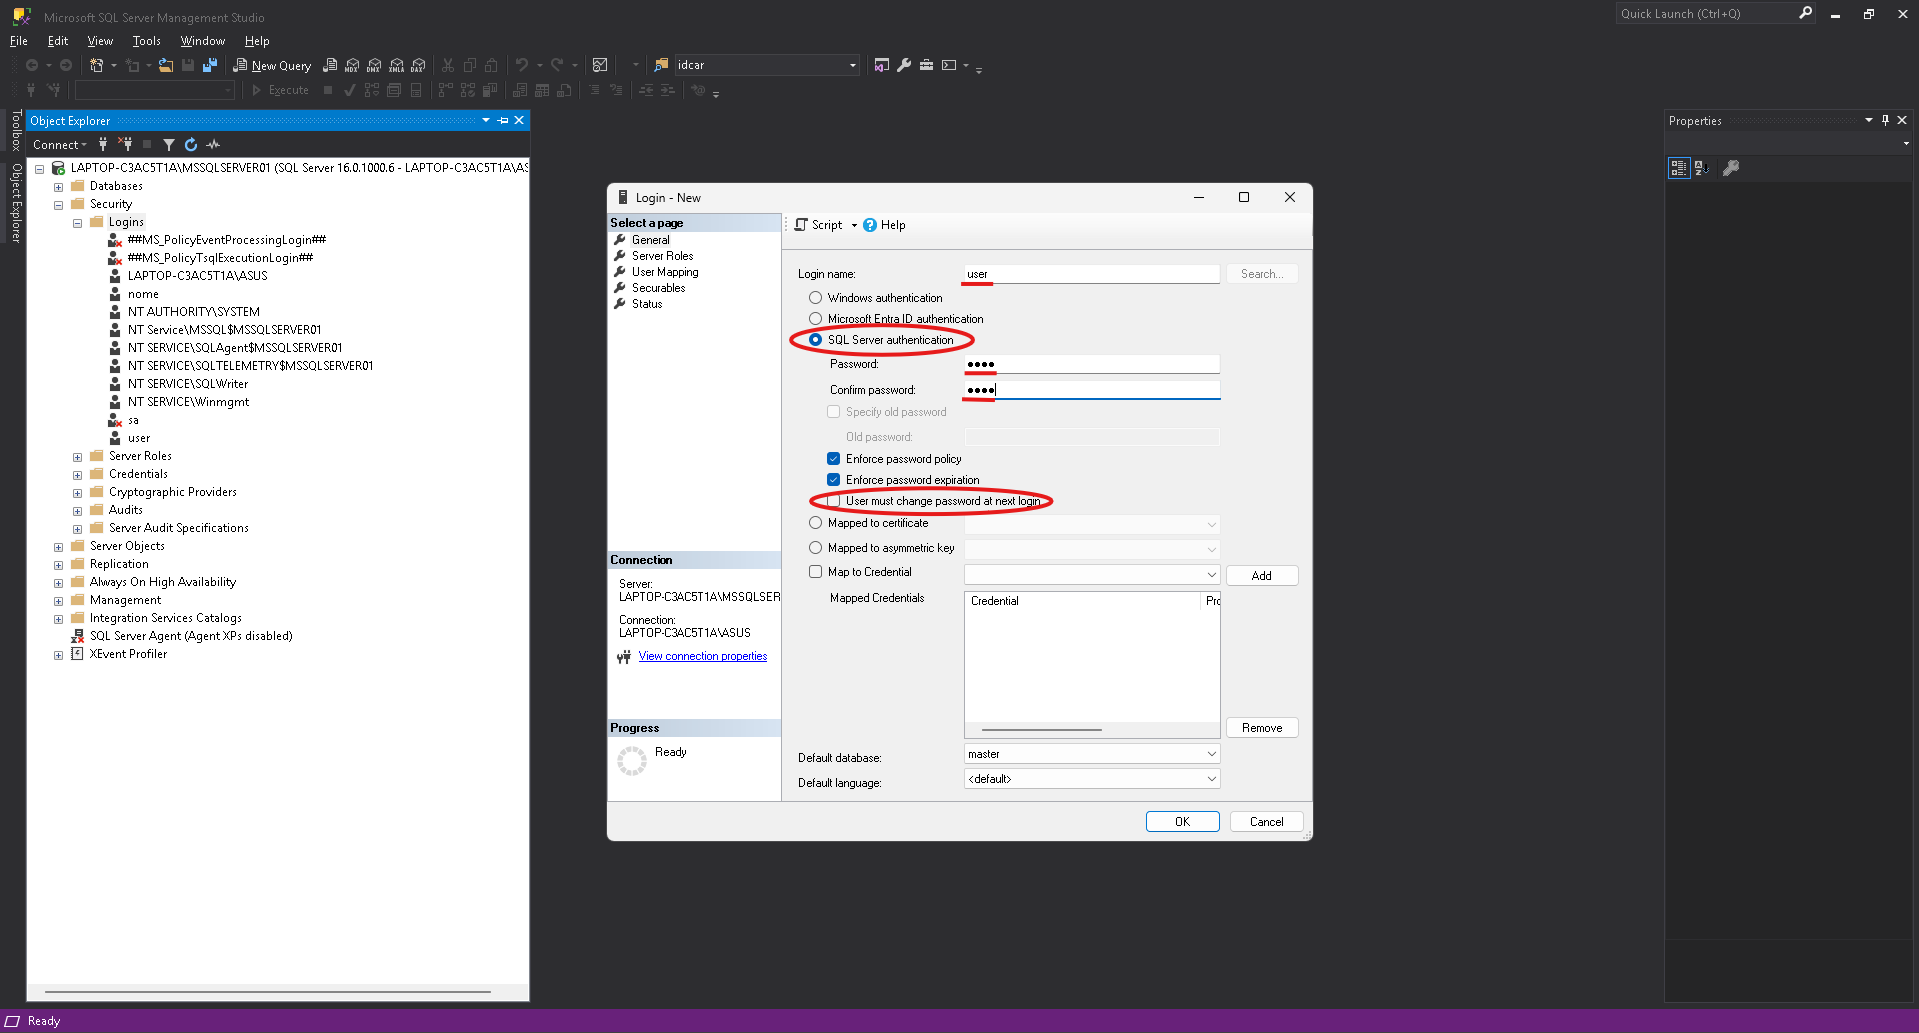 Microsoft SQL Server Management Studio
Quick Launch (Ctrl+Q)
File Edit View Tools Window Help
New Query MDX DMX XMLA DAX idcar
Execute
Toolbox
Object Explorer
Object Explorer
Connect
LAPTOP-C3AC5T1A\MSSQLSERVER01 (SQL Server 16.0.1000.6 - LAPTOP-C3AC5T1A\AS
Databases
Security
Logins
##MS_PolicyEventProcessingLogin##
##MS_PolicyTsqlExecutionLogin##
LAPTOP-C3AC5T1A\ASUS
nome
NT AUTHORITY\SYSTEM
NT Service\MSSQL$MSSQLSERVER01
NT SERVICE\SQLAgent$MSSQLSERVER01
NT SERVICE\SQLTELEMETRY$MSSQLSERVER01
NT SERVICE\SQLWriter
NT SERVICE\Winmgmt
sa
user
Server Roles
Credentials
Cryptographic Providers
Audits
Server Audit Specifications
Server Objects
Replication
Always On High Availability
Management
Integration Services Catalogs
SQL Server Agent (Agent XPs disabled)
XEvent Profiler
Login - New
Select a page
General
Server Roles
User Mapping
Securables
Status
Connection
Server:
LAPTOP-C3AC5T1A\MSSQLSER
Connection:
LAPTOP-C3AC5T1A\ASUS
View connection properties
Progress
Ready
Script Help
Login name: user Search...
Windows authentication
Microsoft Entra ID authentication
SQL Server authentication
Password: ●●●●
Confirm password: ●●●●
Specify old password
Old password:
Enforce password policy
Enforce password expiration
User must change password at next login
Mapped to certificate
Mapped to asymmetric key
Map to Credential Add
Mapped Credentials Credential Pro
Remove
Default database: master
Default language: <default>
OK Cancel
Properties
Ready